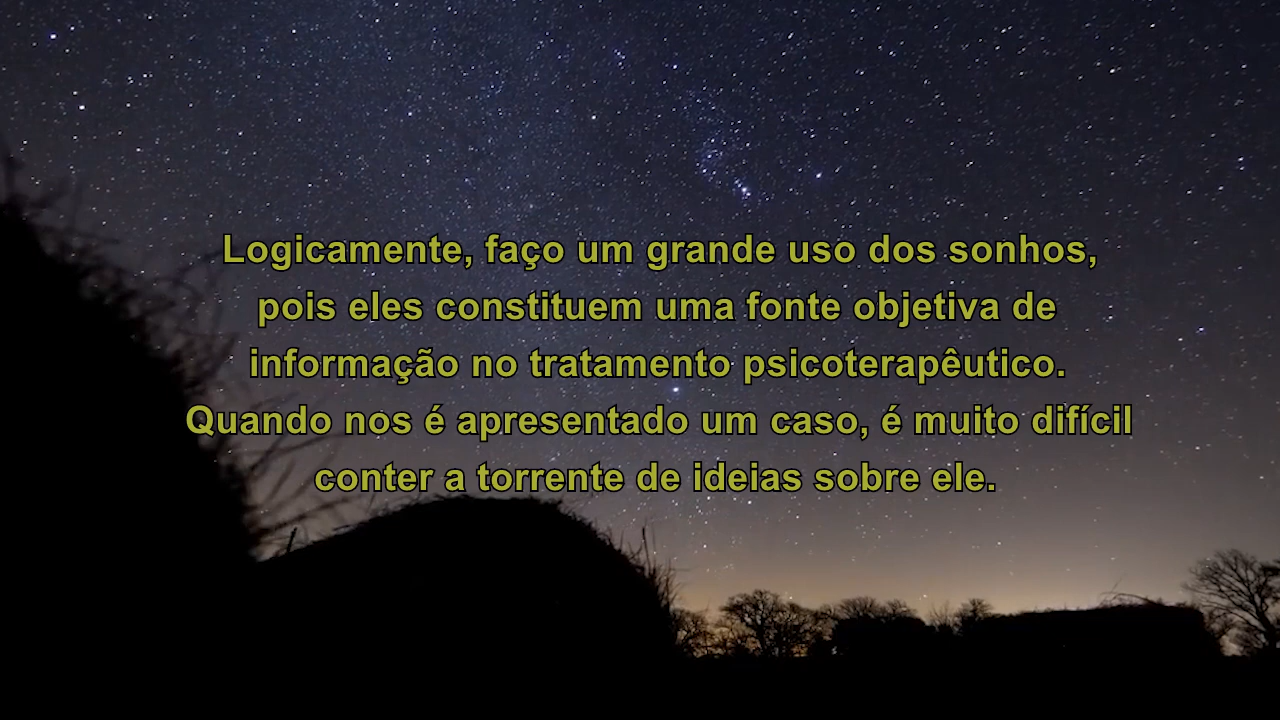 Logicamente, faço um grande uso dos sonhos,
pois eles constituem uma fonte objetiva de
informação no tratamento psicoterapêutico.
Quando nos é apresentado um caso, é muito difícil
conter a torrente de ideias sobre ele.